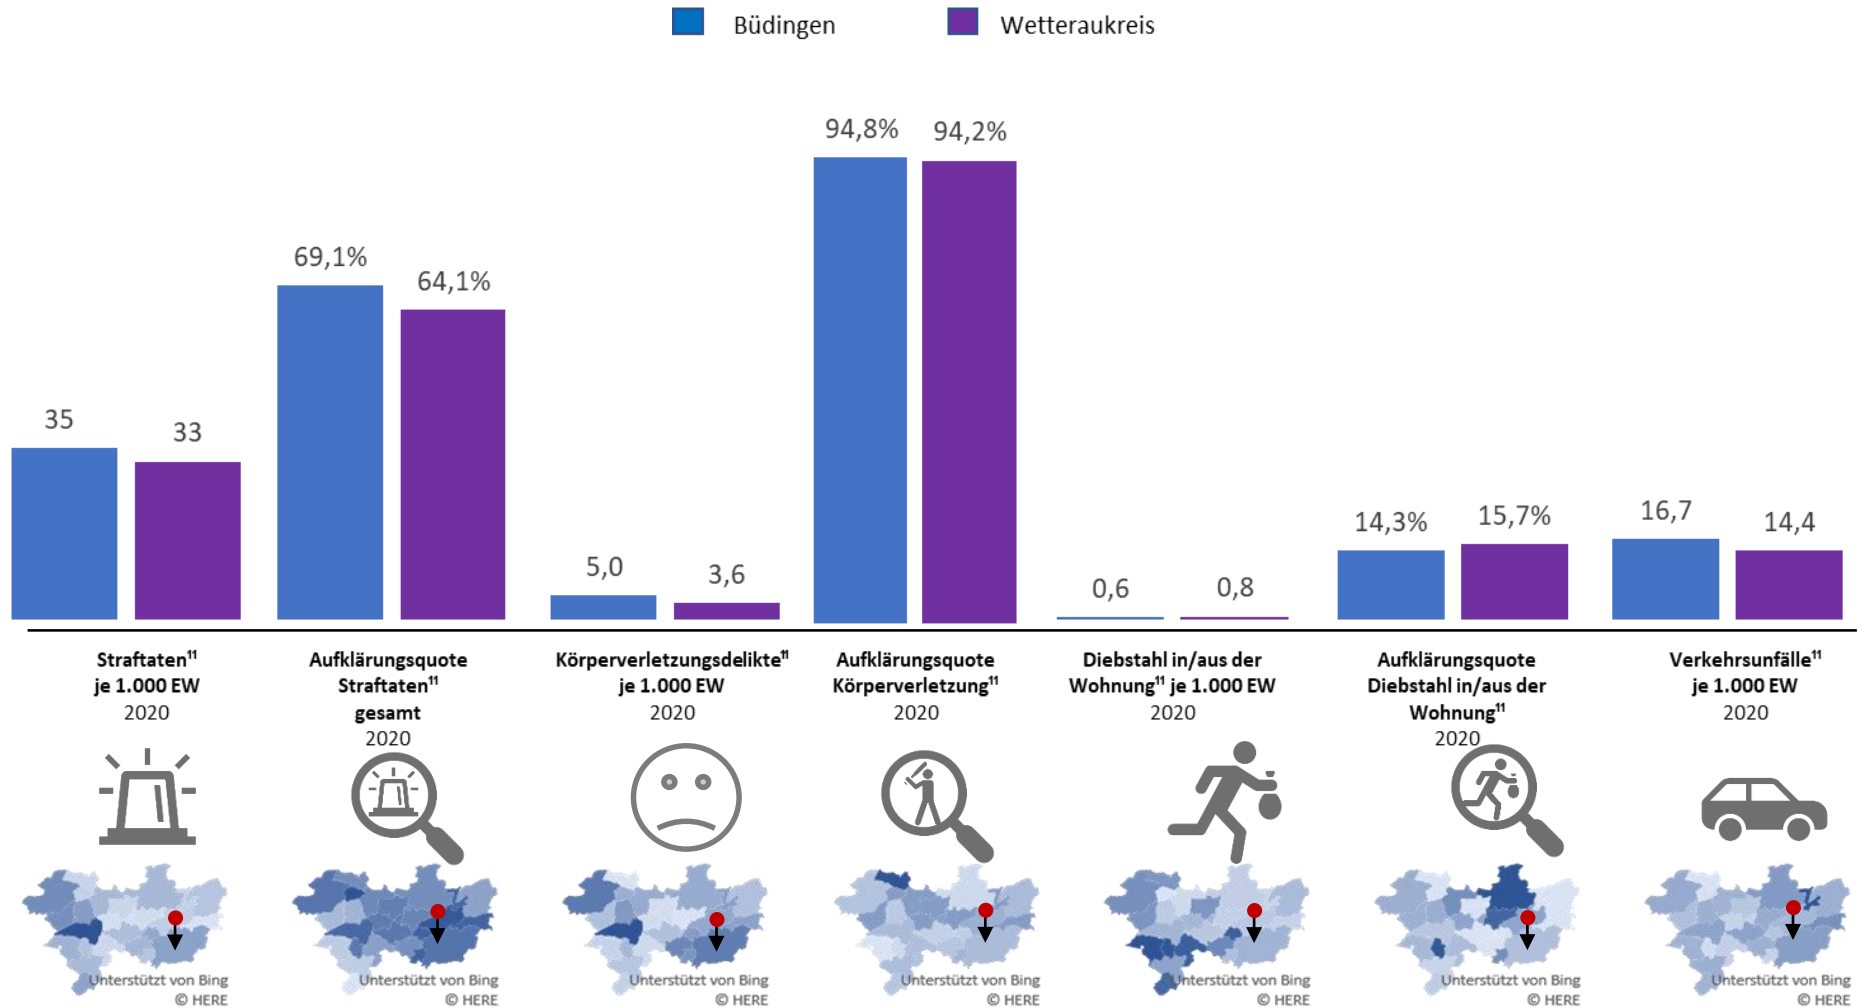 Büdingen
Wetteraukreis
35
33
69,1%
64,1%
5,0
3,6
94,8%
94,2%
0,6
0,8
14,3%
15,7%
16,7
14,4
Straftaten¹¹
je 1.000 EW
2020
Aufklärungsquote
Straftaten¹¹
gesamt
2020
Körperverletzungsdelikte¹¹
je 1.000 EW
2020
Aufklärungsquote
Körperverletzung¹¹
2020
Diebstahl in/aus der
Wohnung¹¹ je 1.000 EW
2020
Aufklärungsquote
Diebstahl in/aus der
Wohnung¹¹
2020
Verkehrsunfälle¹¹
je 1.000 EW
2020
Unterstützt von Bing
© HERE
Unterstützt von Bing
© HERE
Unterstützt von Bing
© HERE
Unterstützt von Bing
© HERE
Unterstützt von Bing
© HERE
Unterstützt von Bing
© HERE
Unterstützt von Bing
© HERE